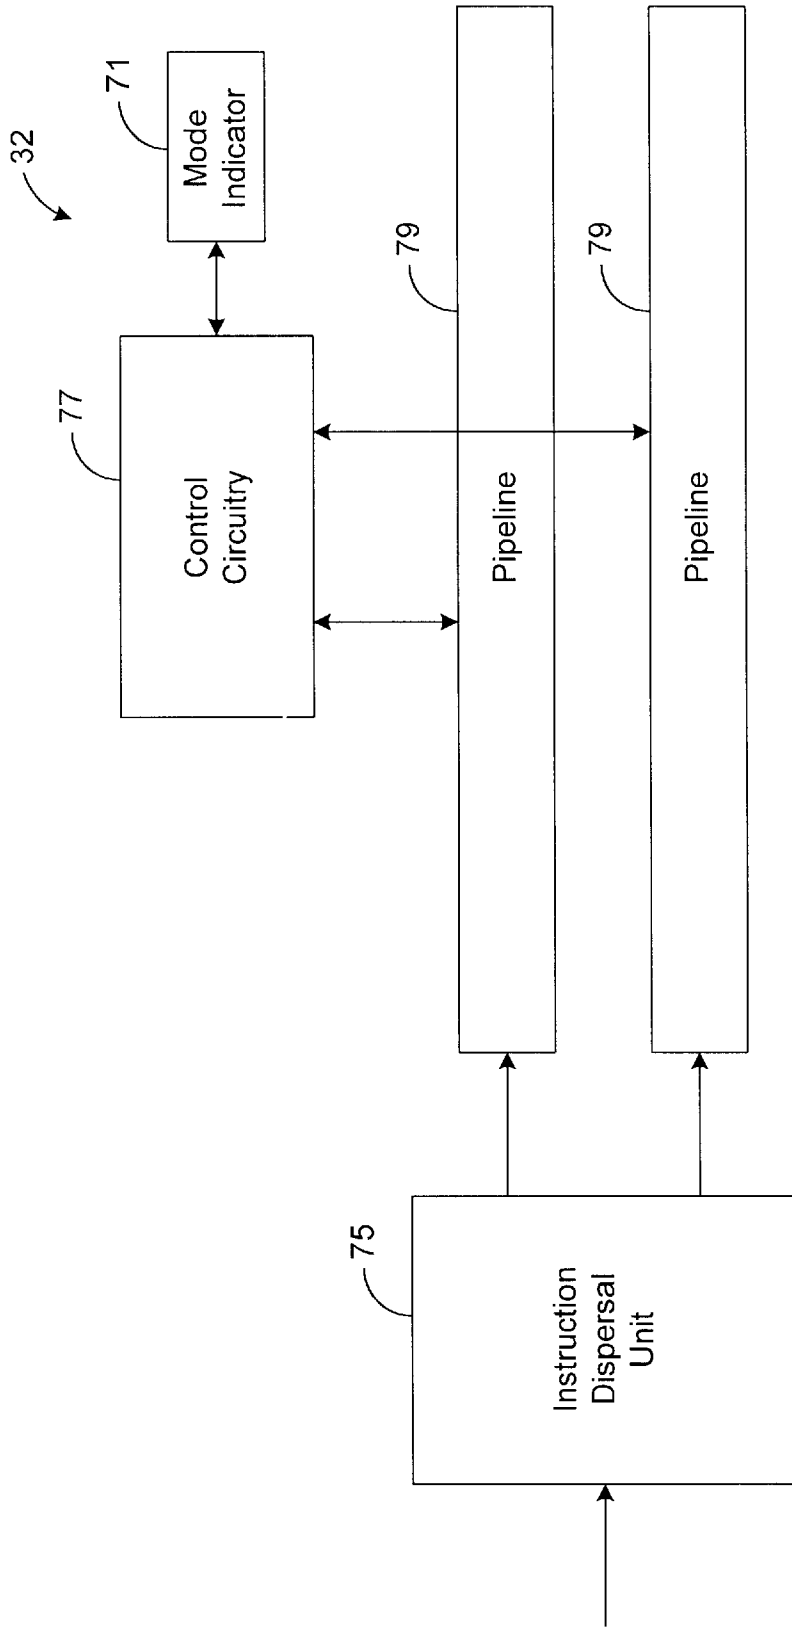 32
71
Mode
Indicator
77
Control
Circuitry
79
Pipeline
79
Pipeline
75
Instruction
Dispersal
Unit